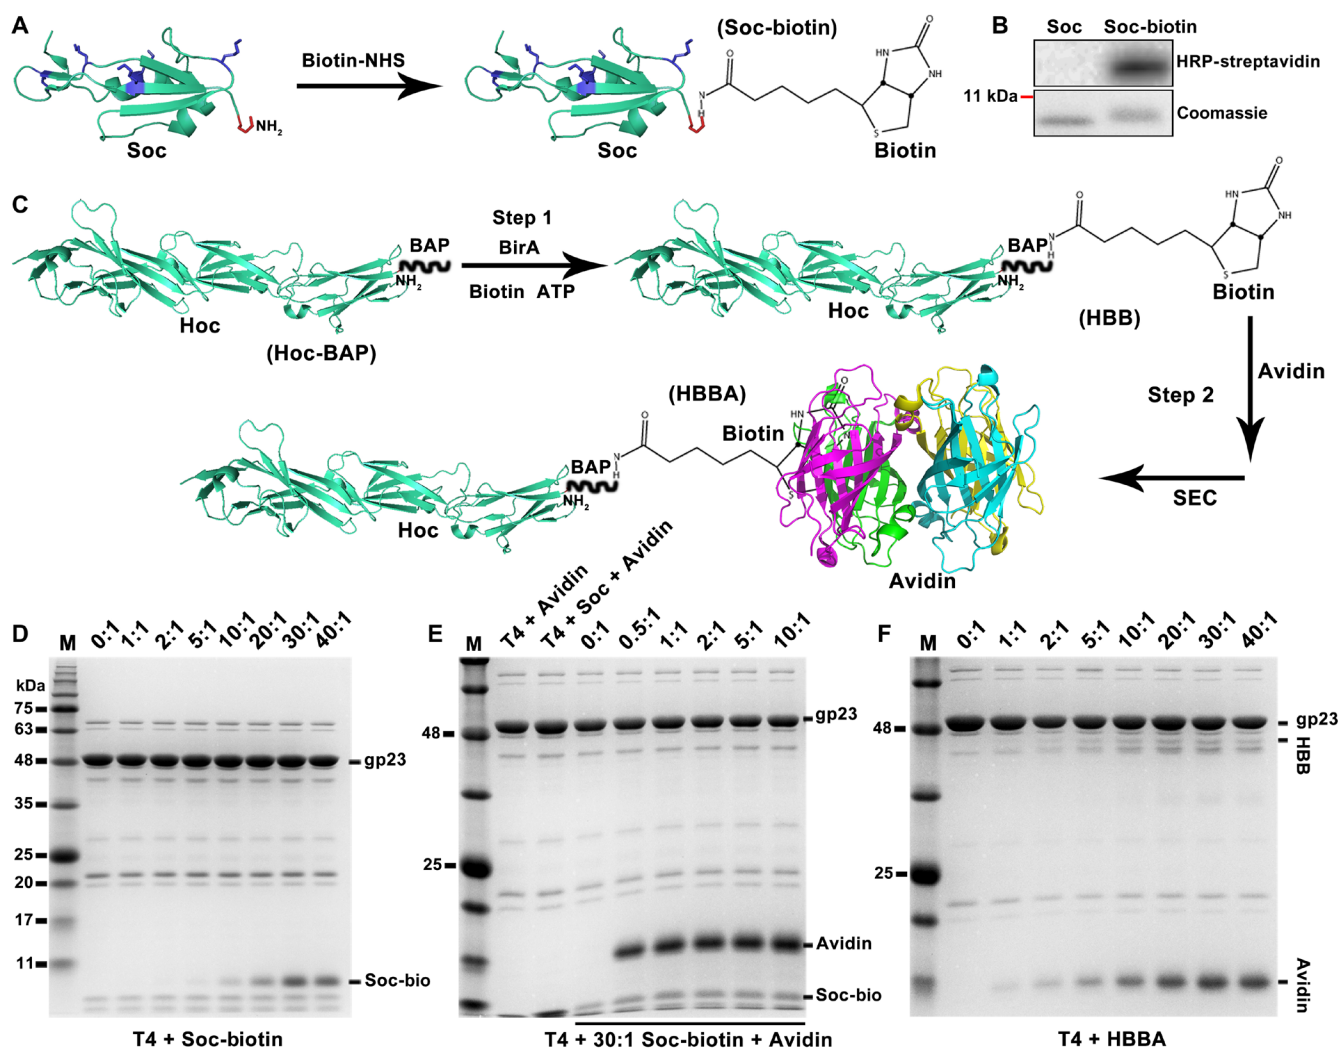 A
Biotin-NHS
NH2
Soc
(Soc-biotin)
O
HN
NH
N
H
S
Soc
Biotin
B
Soc Soc-biotin
HRP-streptavidin
11 kDa
Coomassie
C
Step 1
BirA
Biotin ATP
BAP
NH2
Hoc
(Hoc-BAP)
BAP
N
H
NH2
O
HN
O
NH
S
Hoc
(HBB)
Biotin
Avidin
Step 2
SEC
(HBBA)
O
HN
O
N
S
Biotin
BAP
N
H
NH2
Hoc
Avidin
D
M 0:1 1:1 2:1 5:1 10:1 20:1 30:1 40:1
kDa
75
63
48
35
25
20
17
11
gp23
Soc-bio
T4 + Soc-biotin
E
M T4 + Avidin T4 + Soc + Avidin 0:1 0.5:1 1:1 2:1 5:1 10:1
48
25
gp23
Avidin
Soc-bio
T4 + 30:1 Soc-biotin + Avidin
F
M 0:1 1:1 2:1 5:1 10:1 20:1 30:1 40:1
48
25
gp23
HBB
Avidin
T4 + HBBA